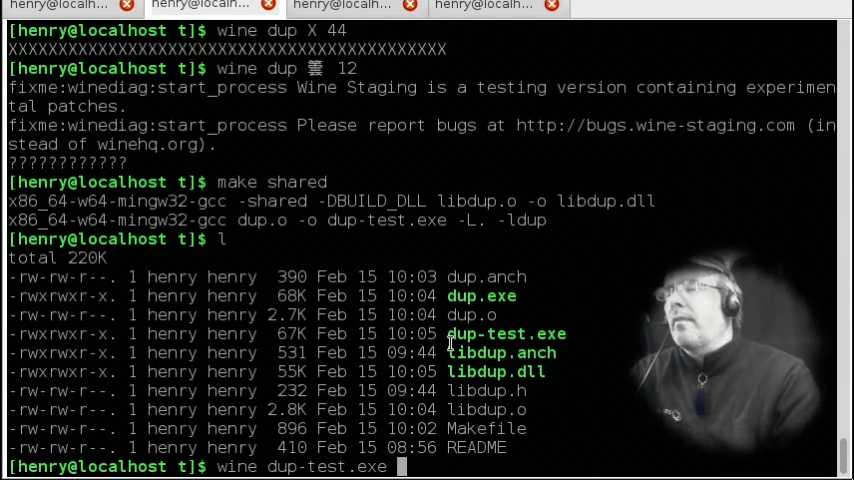 henry@localh... henry@localh... henry@localh... henry@localh...
[henry@localhost t]$ wine dup X 44
XXXXXXXXXXXXXXXXXXXXXXXXXXXXXXXXXXXXXXXXXXXX
[henry@localhost t]$ wine dup 12
fixme:winediag:start_process Wine Staging is a testing version containing experimen
tal patches.
fixme:winediag:start_process Please report bugs at http://bugs.wine-staging.com (in
stead of winehq.org).
????????????
[henry@localhost t]$ make shared
x86_64-w64-mingw32-gcc -shared -DBUILD_DLL libdup.o -o libdup.dll
x86_64-w64-mingw32-gcc dup.o -o dup-test.exe -L. -ldup
[henry@localhost t]$ l
total 220K
-rw-rw-r--. 1 henry henry 390 Feb 15 10:03 dup.anch
-rwxrwxr-x. 1 henry henry 68K Feb 15 10:04 dup.exe
-rw-rw-r--. 1 henry henry 2.7K Feb 15 10:04 dup.o
-rwxrwxr-x. 1 henry henry 67K Feb 15 10:05 dup-test.exe
-rwxrwxr-x. 1 henry henry 531 Feb 15 09:44 libdup.anch
-rwxrwxr-x. 1 henry henry 55K Feb 15 10:05 libdup.dll
-rw-rw-r--. 1 henry henry 232 Feb 15 09:44 libdup.h
-rw-rw-r--. 1 henry henry 2.8K Feb 15 10:04 libdup.o
-rw-rw-r--. 1 henry henry 896 Feb 15 10:02 Makefile
-rw-rw-r--. 1 henry henry 410 Feb 15 08:56 README
[henry@localhost t]$ wine dup-test.exe